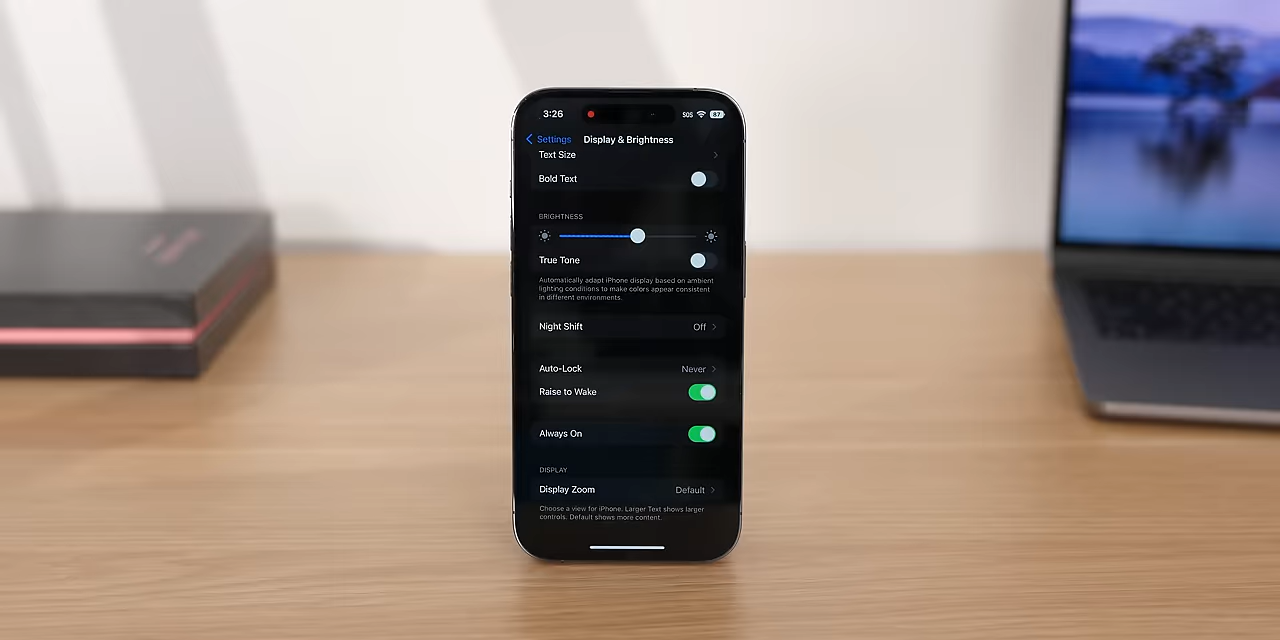 3:26 SOS 87
Settings Display & Brightness
Text Size
Bold Text
BRIGHTNESS
True Tone
Automatically adapt iPhone display based on ambient
lighting conditions to make colors appear consistent
in different environments.
Night Shift Off
Auto-Lock Never
Raise to Wake
Always On
DISPLAY
Display Zoom Default
Choose a view for iPhone. Larger Text shows larger
controls. Default shows more content.